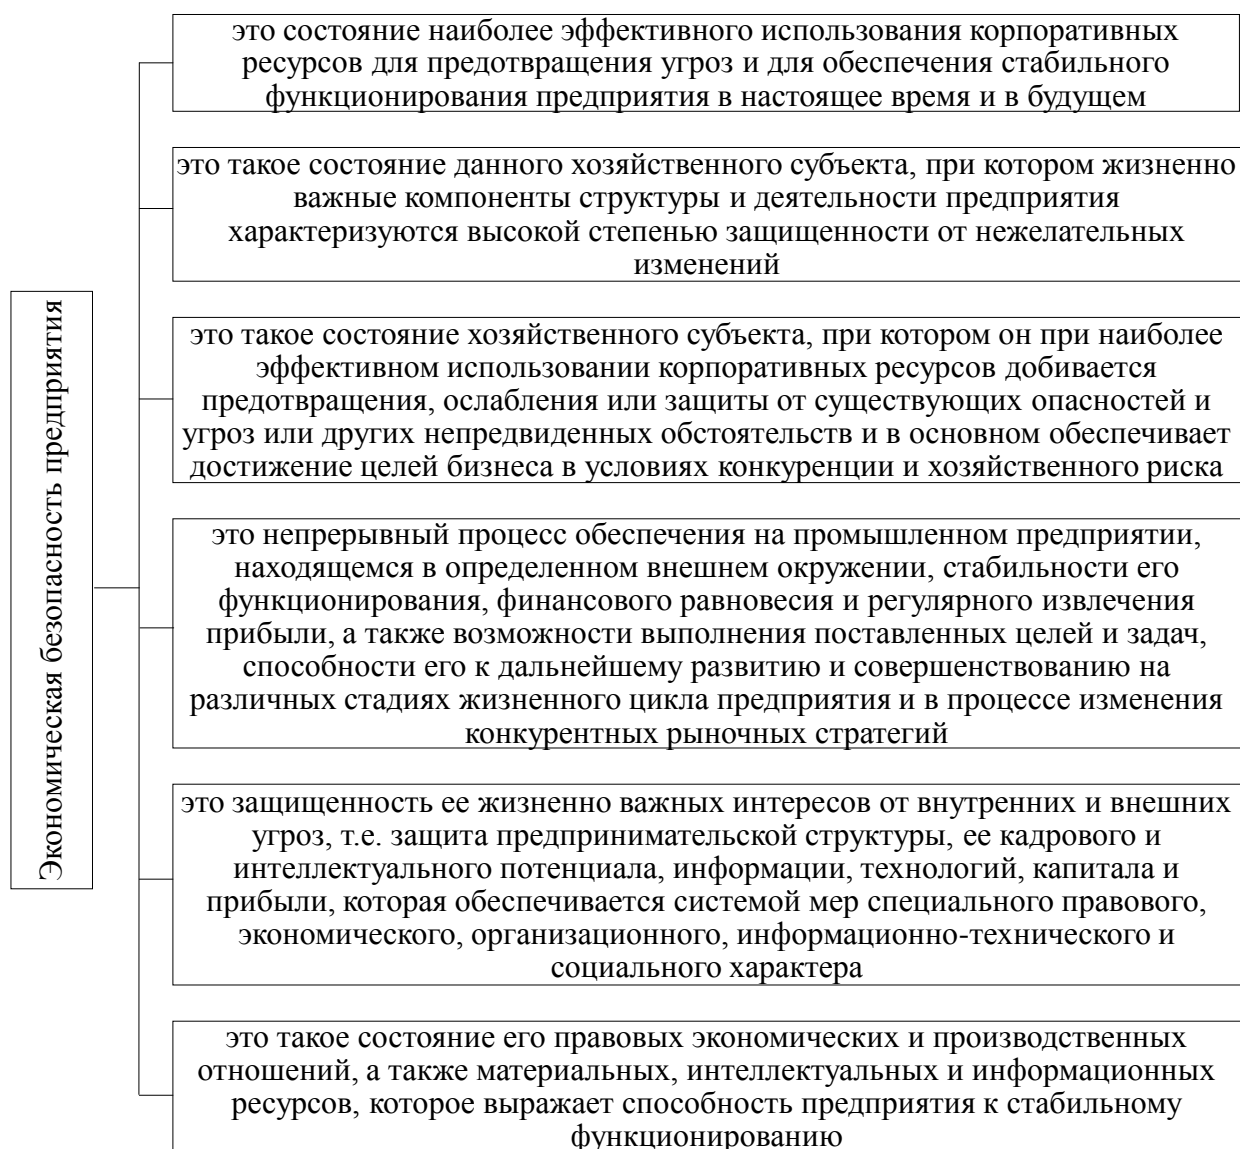 Экономическая безопасность предприятия
это состояние наиболее эффективного использования корпоративных
ресурсов для предотвращения угроз и для обеспечения стабильного
функционирования предприятия в настоящее время и в будущем
это такое состояние данного хозяйственного субъекта, при котором жизненно
важные компоненты структуры и деятельности предприятия
характеризуются высокой степенью защищенности от нежелательных
изменений
это такое состояние хозяйственного субъекта, при котором он при наиболее
эффективном использовании корпоративных ресурсов добивается
предотвращения, ослабления или защиты от существующих опасностей и
угроз или других непредвиденных обстоятельств и в основном обеспечивает
достижение целей бизнеса в условиях конкуренции и хозяйственного риска
это непрерывный процесс обеспечения на промышленном предприятии,
находящемся в определенном внешнем окружении, стабильности его
функционирования, финансового равновесия и регулярного извлечения
прибыли, а также возможности выполнения поставленных целей и задач,
способности его к дальнейшему развитию и совершенствованию на
различных стадиях жизненного цикла предприятия и в процессе изменения
конкурентных рыночных стратегий
это защищенность ее жизненно важных интересов от внутренних и внешних
угроз, т.е. защита предпринимательской структуры, ее кадрового и
интеллектуального потенциала, информации, технологий, капитала и
прибыли, которая обеспечивается системой мер специального правового,
экономического, организационного, информационно-технического и
социального характера
это такое состояние его правовых экономических и производственных
отношений, а также материальных, интеллектуальных и информационных
ресурсов, которое выражает способность предприятия к стабильному
функционированию